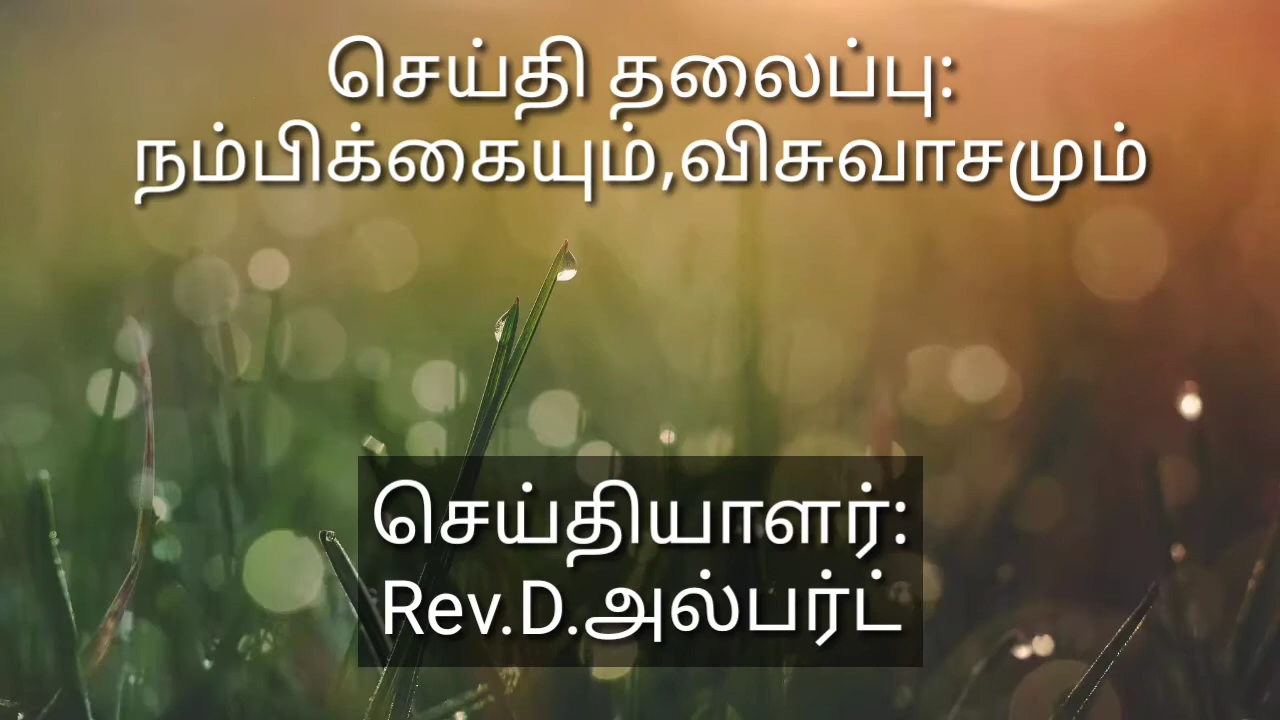 செய்தி தலைப்பு:
நம்பிக்கையும்,விசுவாசமும்
செய்தியாளர்:
Rev.D.அல்பர்ட்